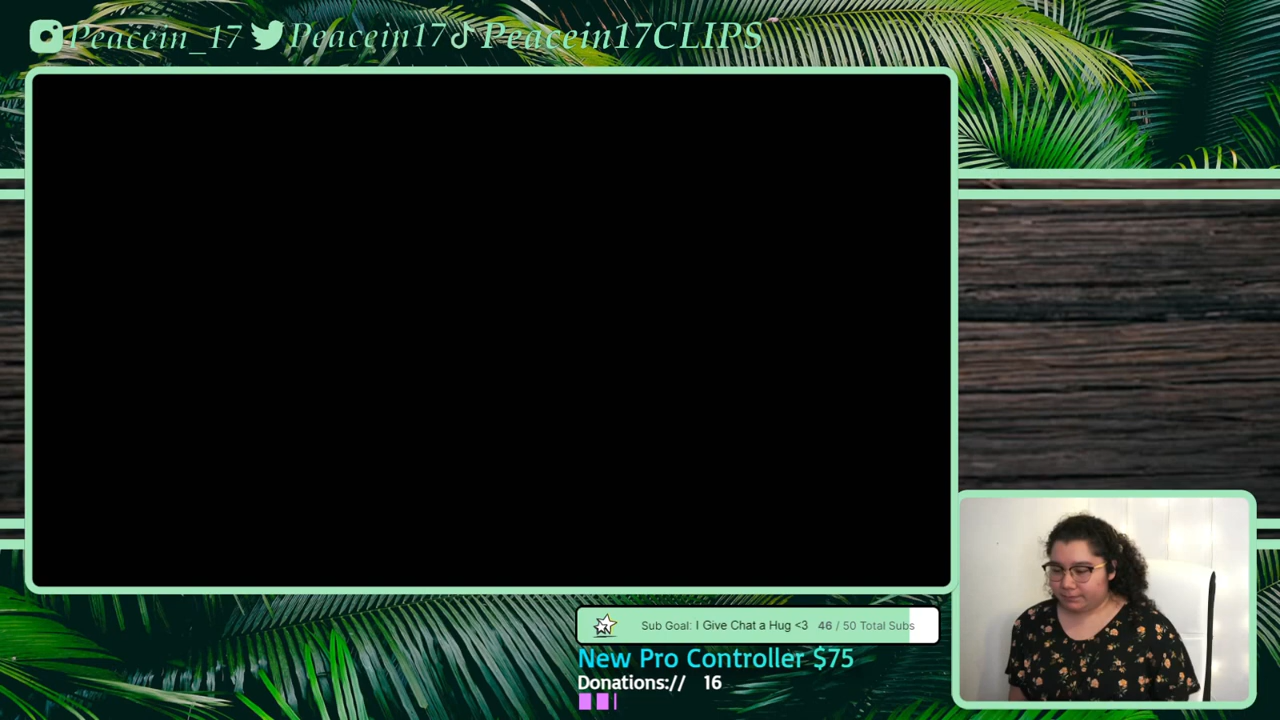 Peacein_17 Peacein17 Peacein17CLIPS
Sub Goal: I Give Chat a Hug <3 46 / 50 Total Subs
New Pro Controller $75
Donations:// 16